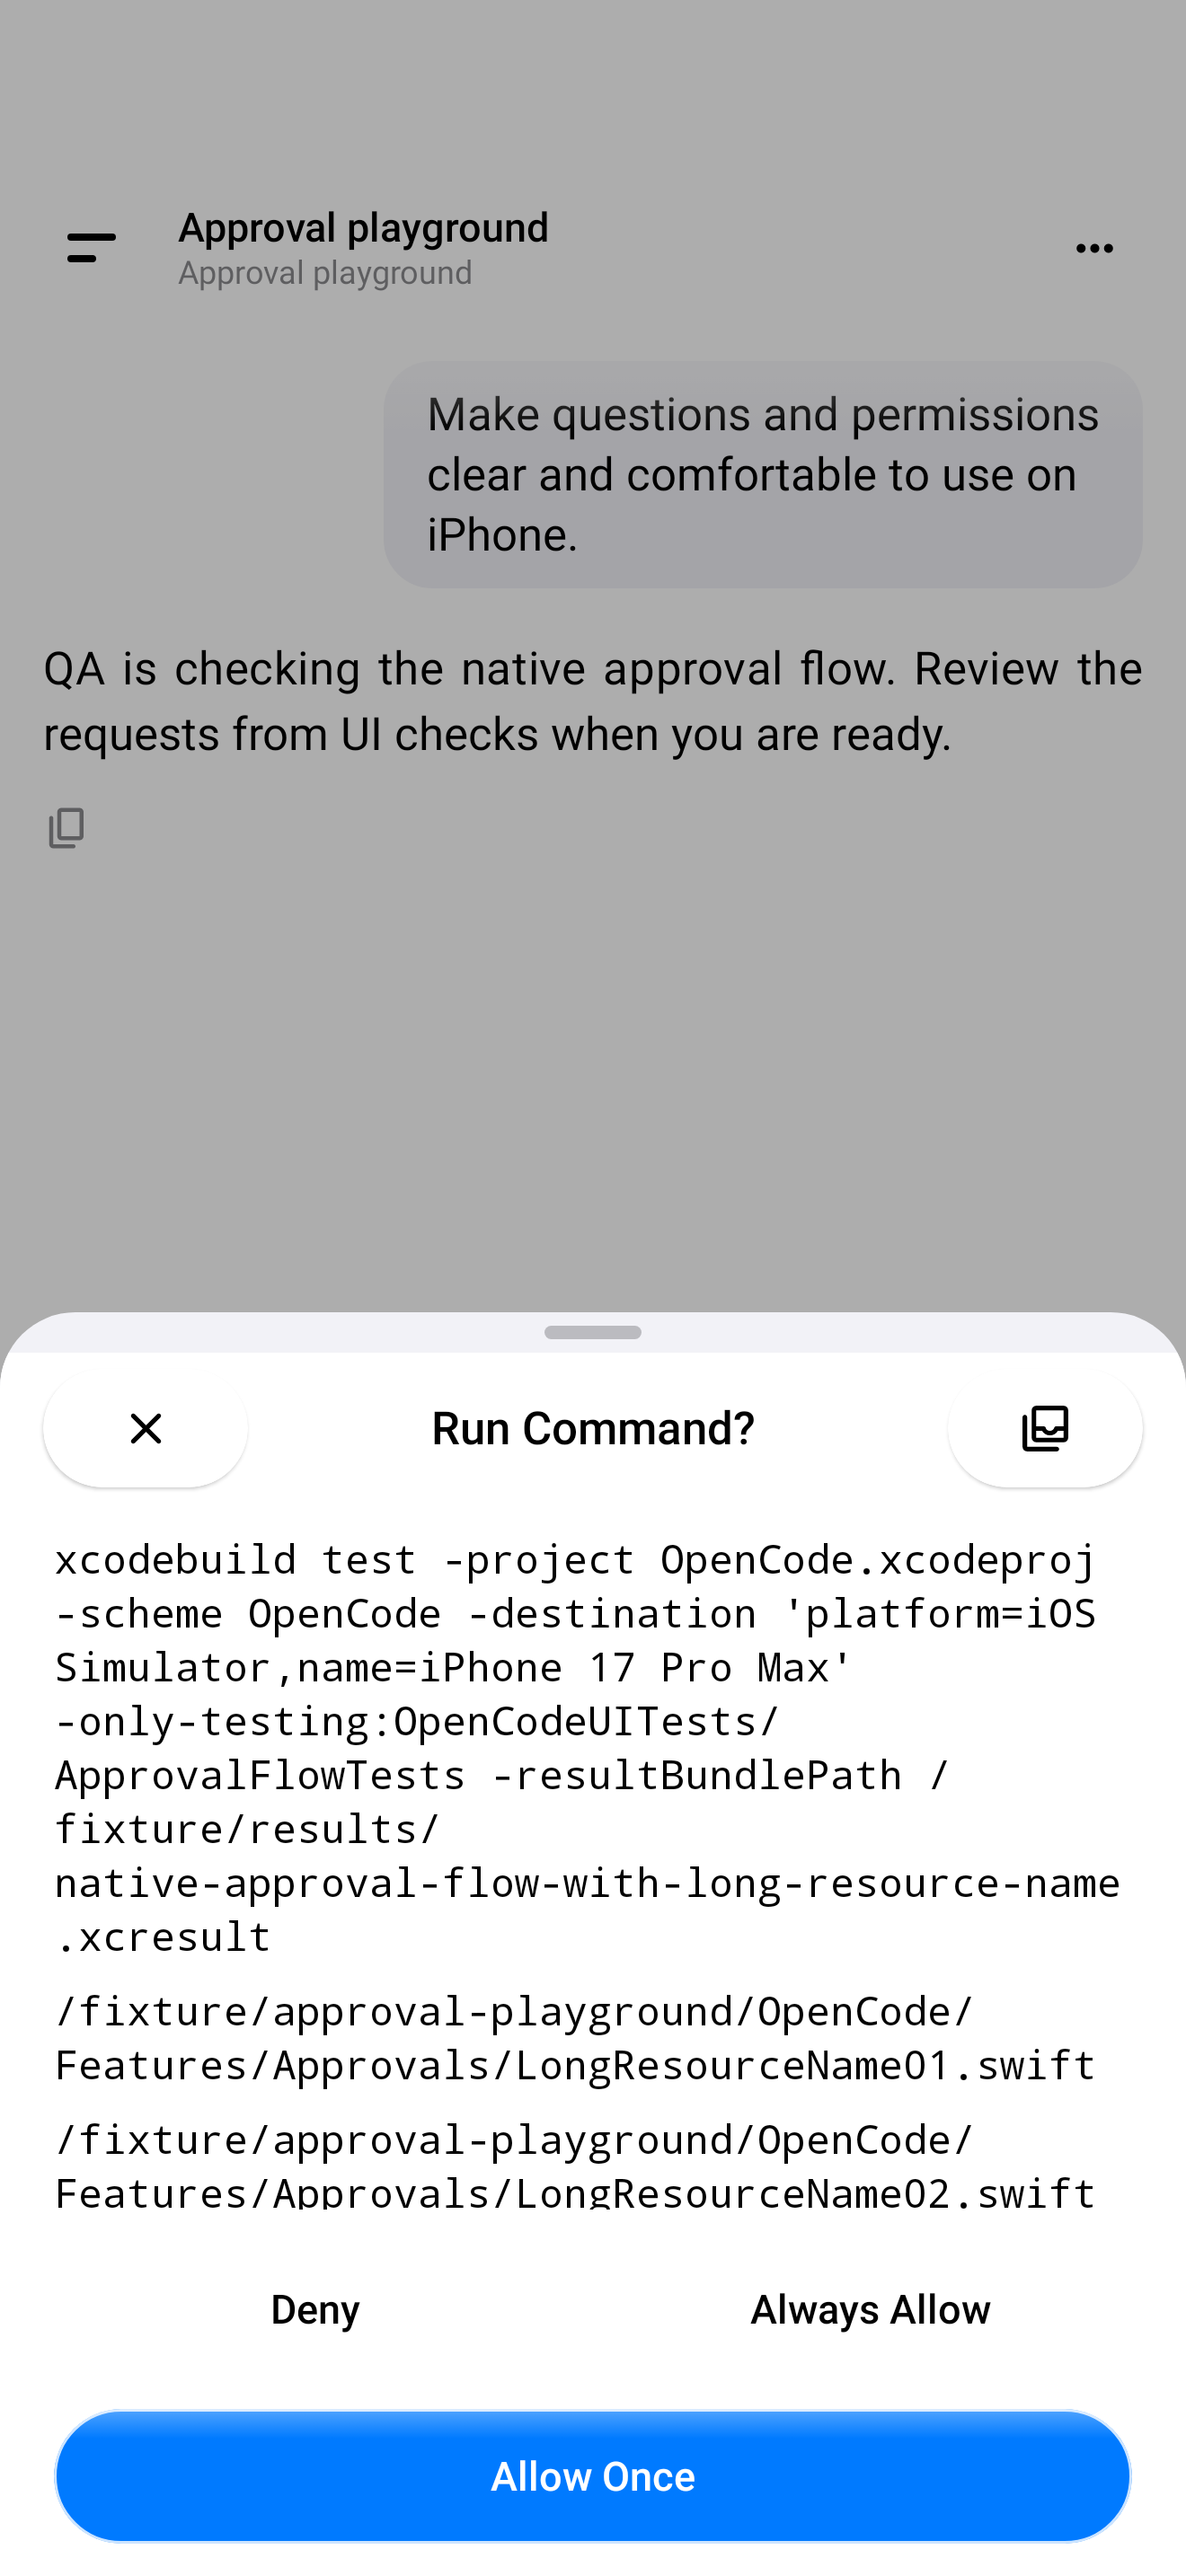 Approval playground
Approval playground
Make questions and permissions
clear and comfortable to use on
iPhone.
QA is checking the native approval flow. Review the
requests from UI checks when you are ready.
Run Command?
xcodebuild test -project OpenCode.xcodeproj
-scheme OpenCode -destination 'platform=iOS
Simulator,name=iPhone 17 Pro Max'
-only-testing:OpenCodeUITests/
ApprovalFlowTests -resultBundlePath /
fixture/results/
native-approval-flow-with-long-resource-name
.xcresult
/fixture/approval-playground/OpenCode/
Features/Approvals/LongResourceName01.swift
/fixture/approval-playground/OpenCode/
Features/Approvals/LongResourceName02.swift
Deny
Always Allow
Allow Once